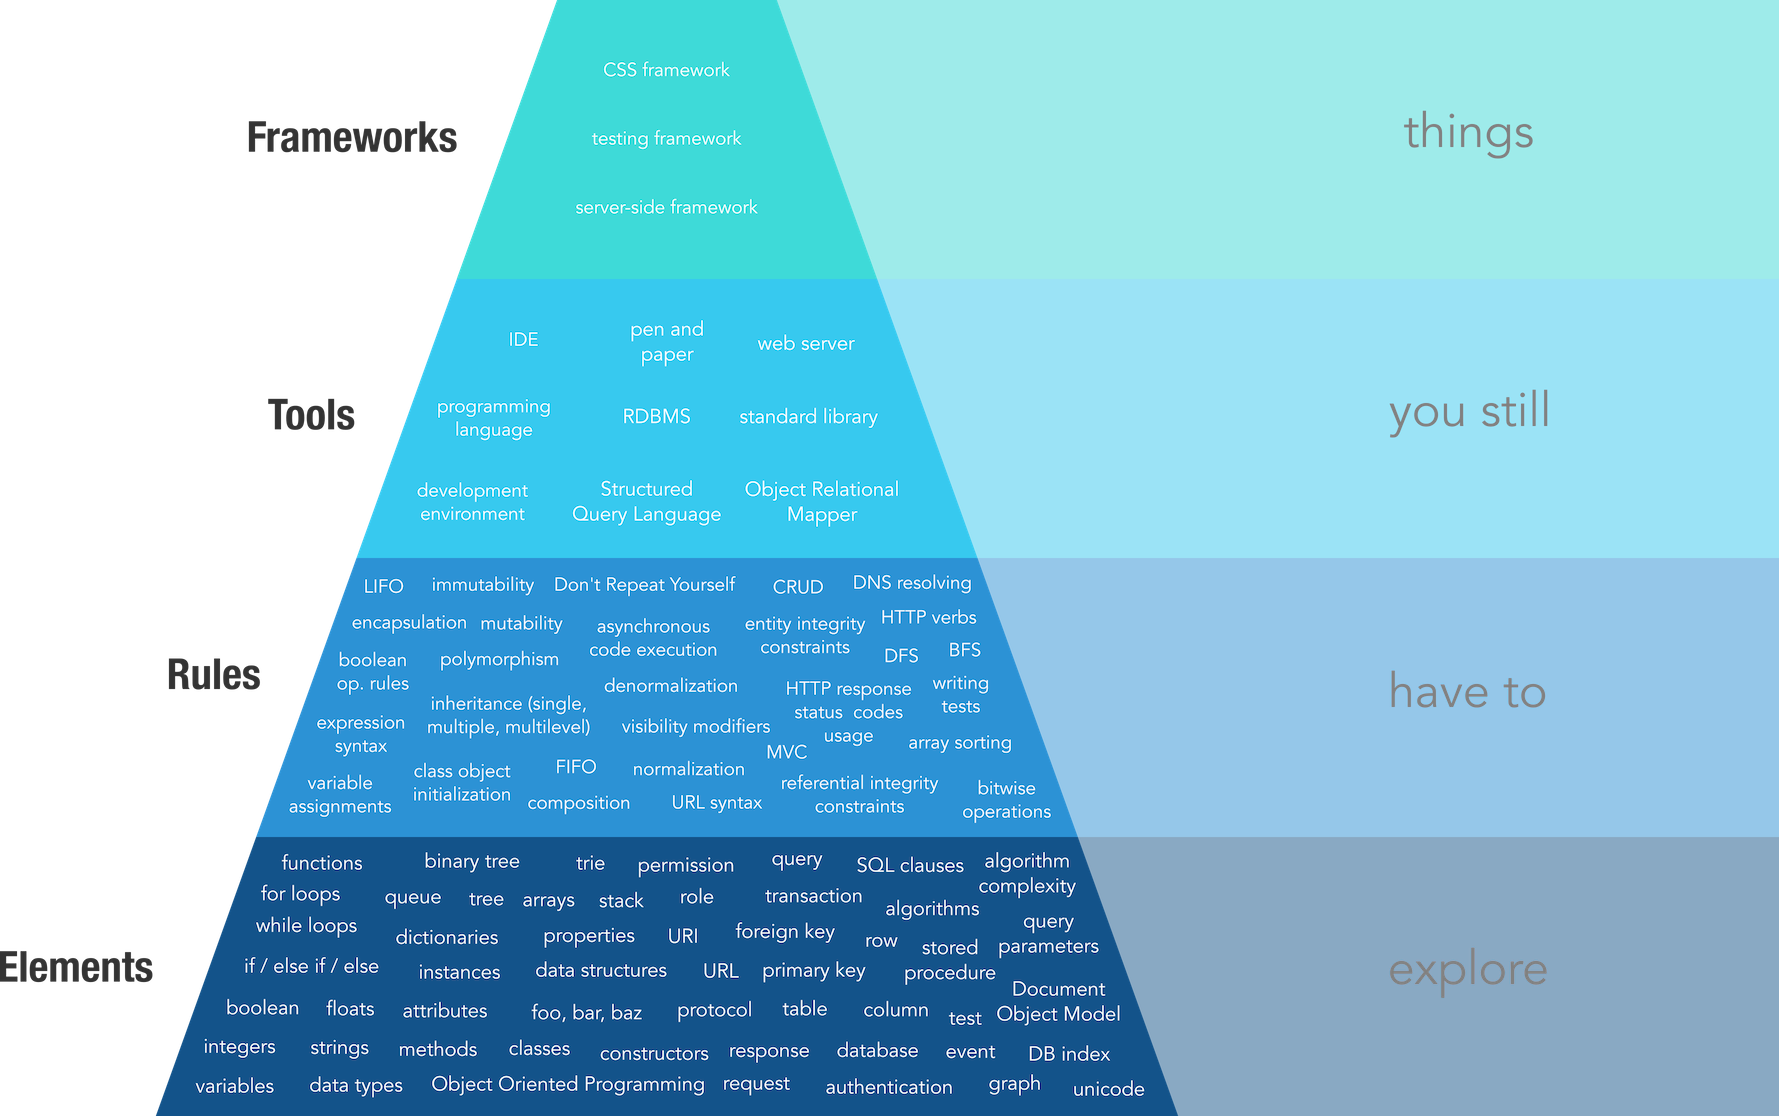 CSS framework
Frameworks
testing framework
things
server-side framework
IDE
pen and
paper
web server
Tools
programming
language
RDBMS
standard library
you still
development
environment
Structured
Query Language
Object Relational
Mapper
LIFO
immutability
Don't Repeat Yourself
CRUD
DNS resolving
encapsulation
mutability
asynchronous
code execution
entity integrity
constraints
HTTP verbs
Rules
boolean
op. rules
polymorphism
DFS
BFS
denormalization
HTTP response
status codes
usage
writing
tests
have to
inheritance (single,
multiple, multilevel)
expression
syntax
visibility modifiers
MVC
array sorting
variable
assignments
class object
initialization
FIFO
normalization
referential integrity
constraints
bitwise
operations
composition
URL syntax
functions
binary tree
trie
permission
query
SQL clauses
algorithm
complexity
for loops
queue
tree
arrays
stack
role
transaction
algorithms
while loops
dictionaries
properties
URI
foreign key
row
stored
procedure
query
parameters
Elements
if / else if / else
instances
data structures
URL
primary key
explore
boolean
floats
attributes
foo, bar, baz
protocol
table
column
test
Document
Object Model
integers
strings
methods
classes
constructors
response
database
event
DB index
variables
data types
Object Oriented Programming
request
authentication
graph
unicode